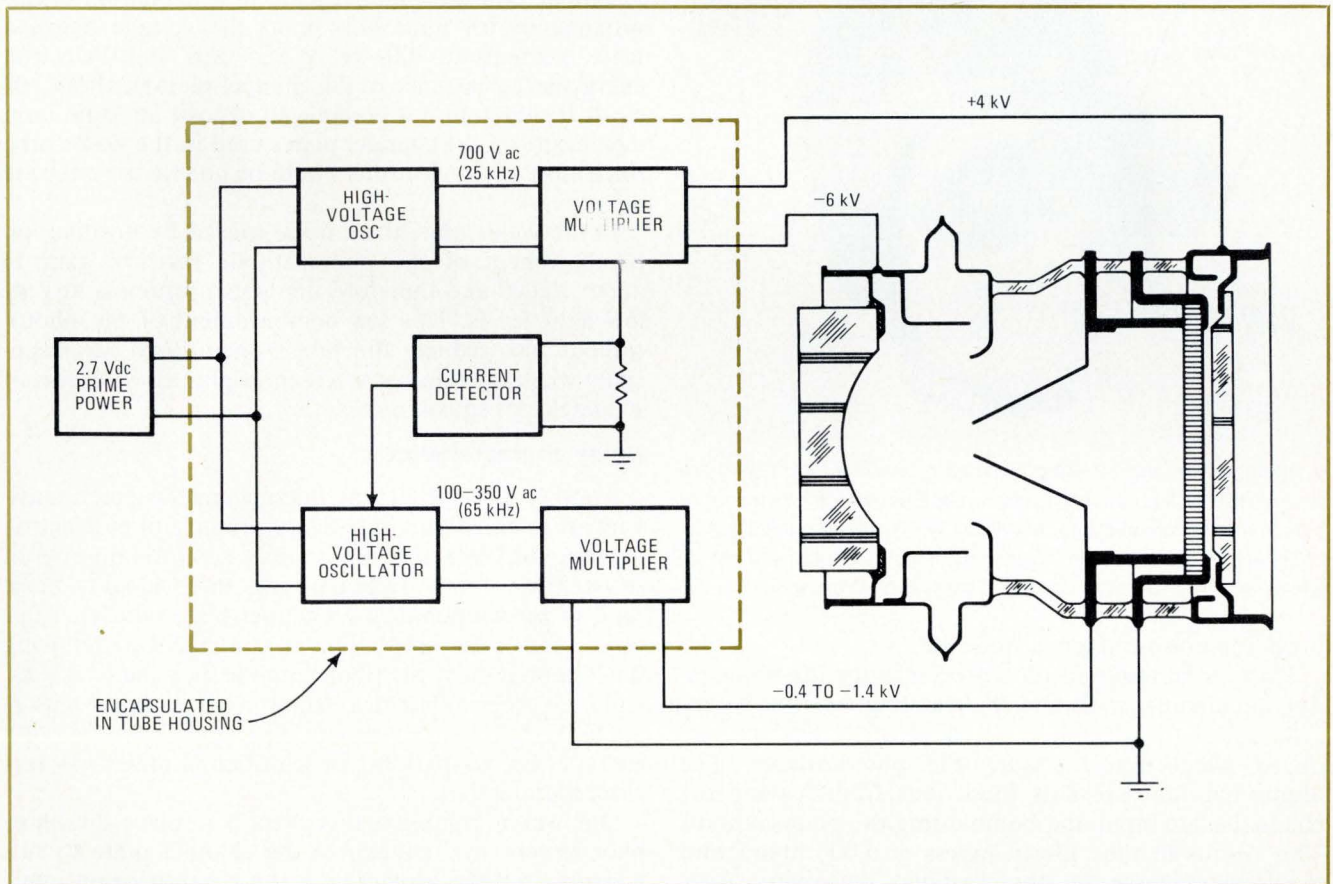 +4 kV
700 V ac
(25 kHz)
HIGH-
VOLTAGE
OSC
VOLTAGE
MULTIPLIER
−6 kV
2.7 Vdc
PRIME
POWER
CURRENT
DETECTOR
100–350 V ac
(65 kHz)
HIGH-
VOLTAGE
OSCILLATOR
VOLTAGE
MULTIPLIER
−0.4 TO −1.4 kV
ENCAPSULATED
IN TUBE HOUSING